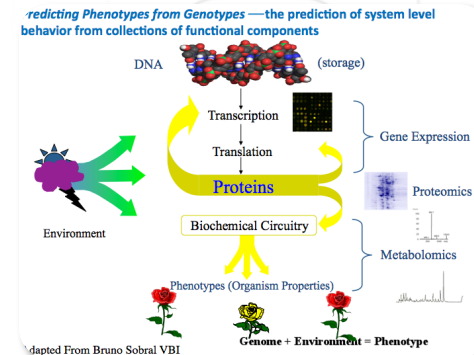 redicting Phenotypes from Genotypes —the prediction of system level
behavior from collections of functional components
DNA
(storage)
Transcription
Gene Expression
Translation
Proteins
Proteomics
Environment
Biochemical Circuitry
Metabolomics
Phenotypes (Organism Properties)
Genome + Environment = Phenotype
dapted From Bruno Sobral VBI